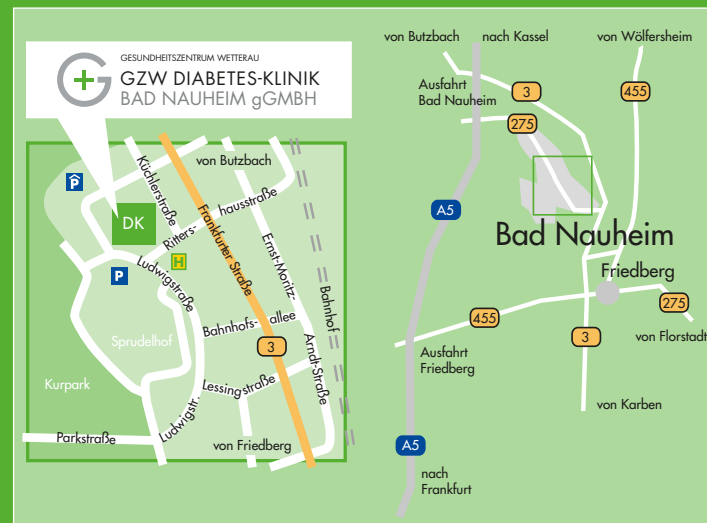 GESUNDHEITSZENTRUM WETTERAU
GZW DIABETES-KLINIK
BAD NAUHEIM gGMBH
von Butzbach
Küchlerstraße
P
DK
Ritters-
hausstraße
Frankfurter Straße
H
P
Ludwigstraße
Ernst-Moritz-
Arndt-Straße
Bahnhof
Sprudelhof
Bahnhofs-allee
3
Kurpark
Lessingstraße
Ludwigstr.
Parkstraße
von Friedberg
von Butzbach
nach Kassel
von Wölfersheim
Ausfahrt
Bad Nauheim
3
455
275
A5
Bad Nauheim
Friedberg
455
275
3
von Florstadt
Ausfahrt
Friedberg
von Karben
A5
nach
Frankfurt